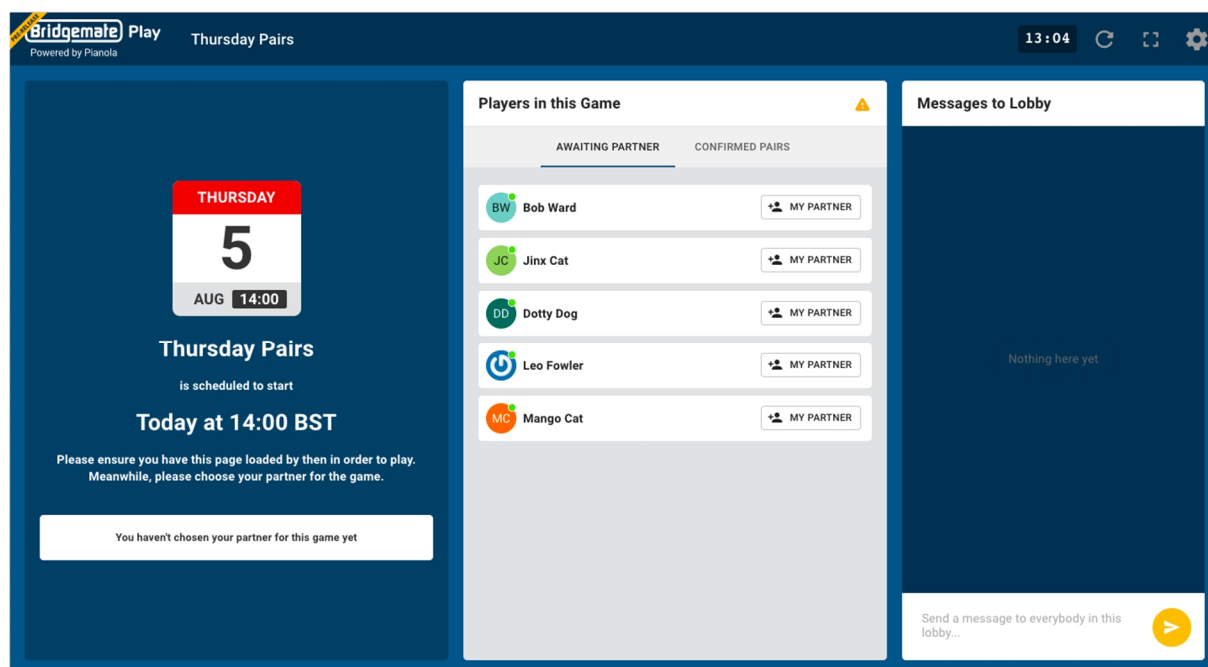 PRE-RELEASE
Bridgemate Play
Powered by Pianola
Thursday Pairs
13:04
THURSDAY
5
AUG 14:00
Thursday Pairs
is scheduled to start
Today at 14:00 BST
Please ensure you have this page loaded by then in order to play.
Meanwhile, please choose your partner for the game.
You haven't chosen your partner for this game yet
Players in this Game
AWAITING PARTNER CONFIRMED PAIRS
BW Bob Ward MY PARTNER
JC Jinx Cat MY PARTNER
DD Dotty Dog MY PARTNER
Leo Fowler MY PARTNER
MC Mango Cat MY PARTNER
Messages to Lobby
Nothing here yet
Send a message to everybody in this
lobby...